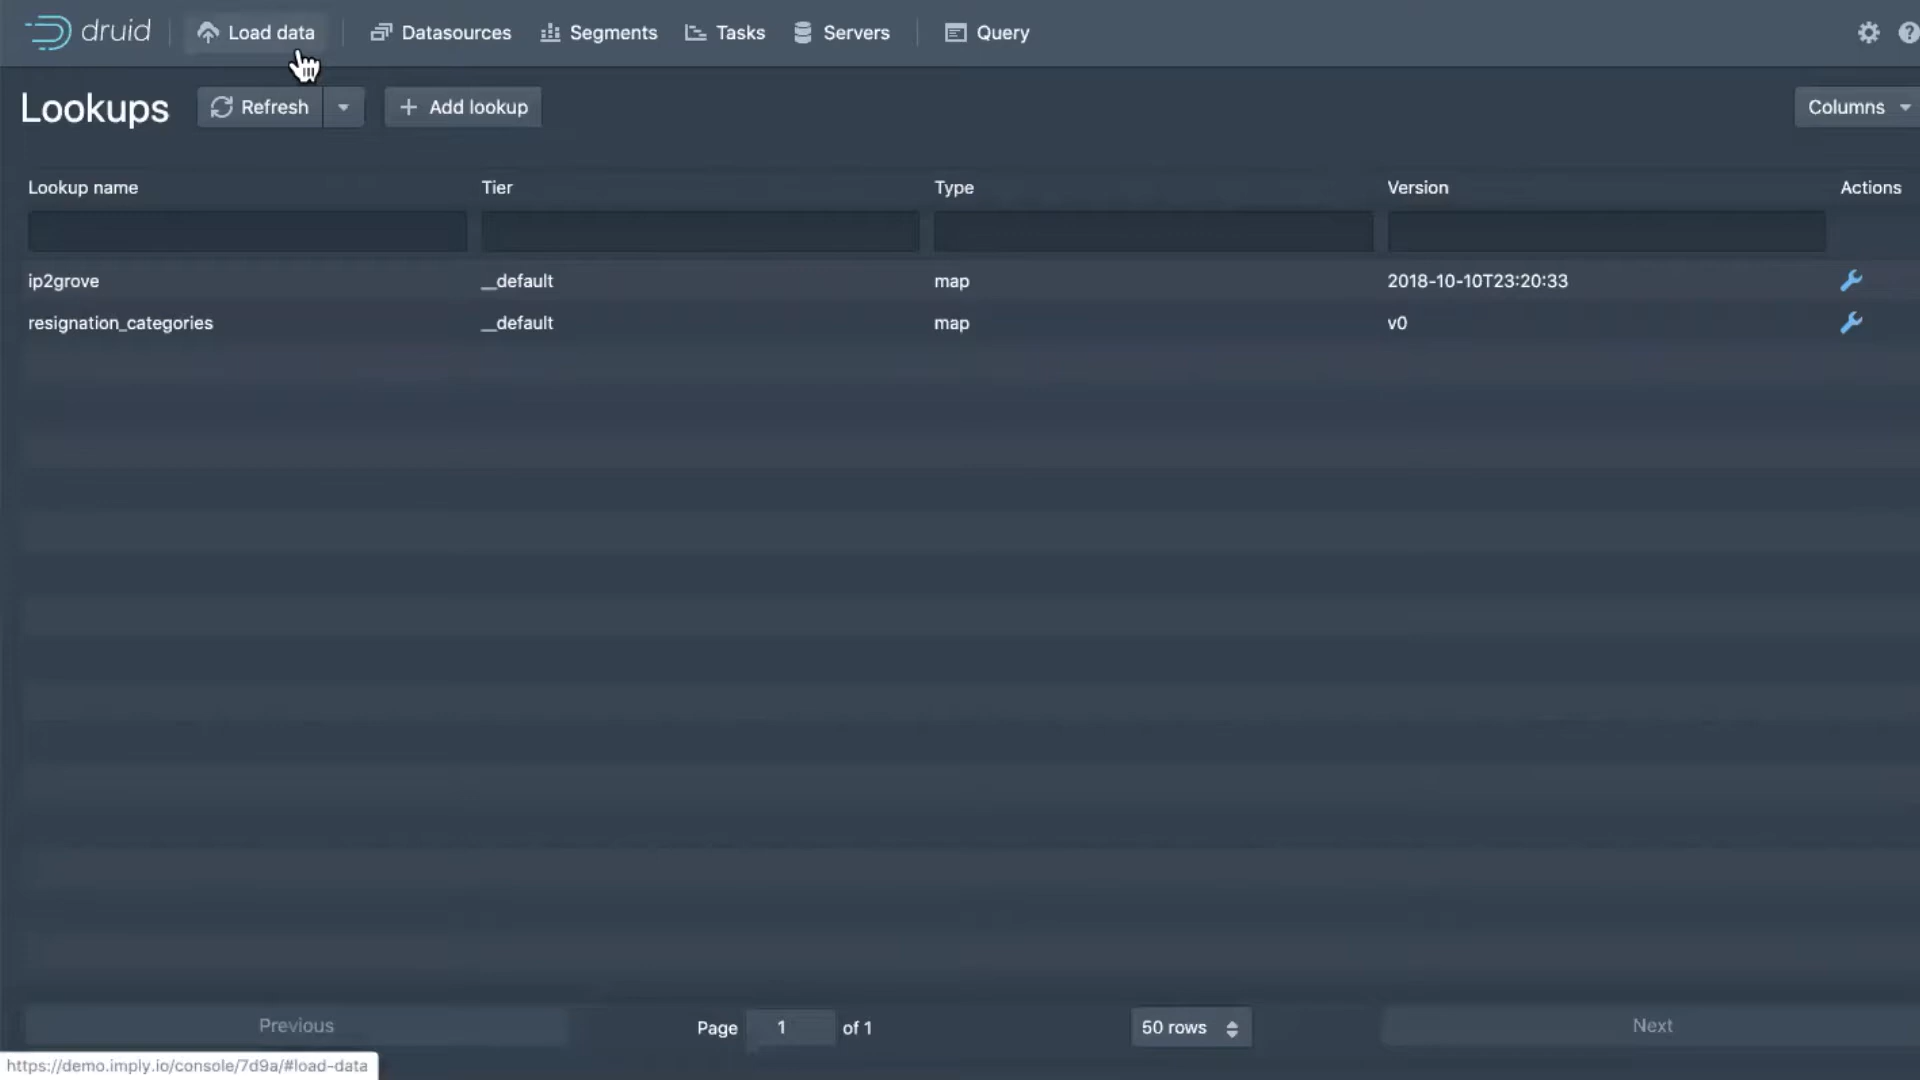 druid Load data Datasources Segments Tasks Servers Query
Lookups Refresh Add lookup Columns
Lookup name Tier Type Version Actions
ip2grove __default map 2018-10-10T23:20:33
resignation_categories __default map v0
Previous Page 1 of 1 50 rows Next
https://demo.imply.io/console/7d9a/#load-data